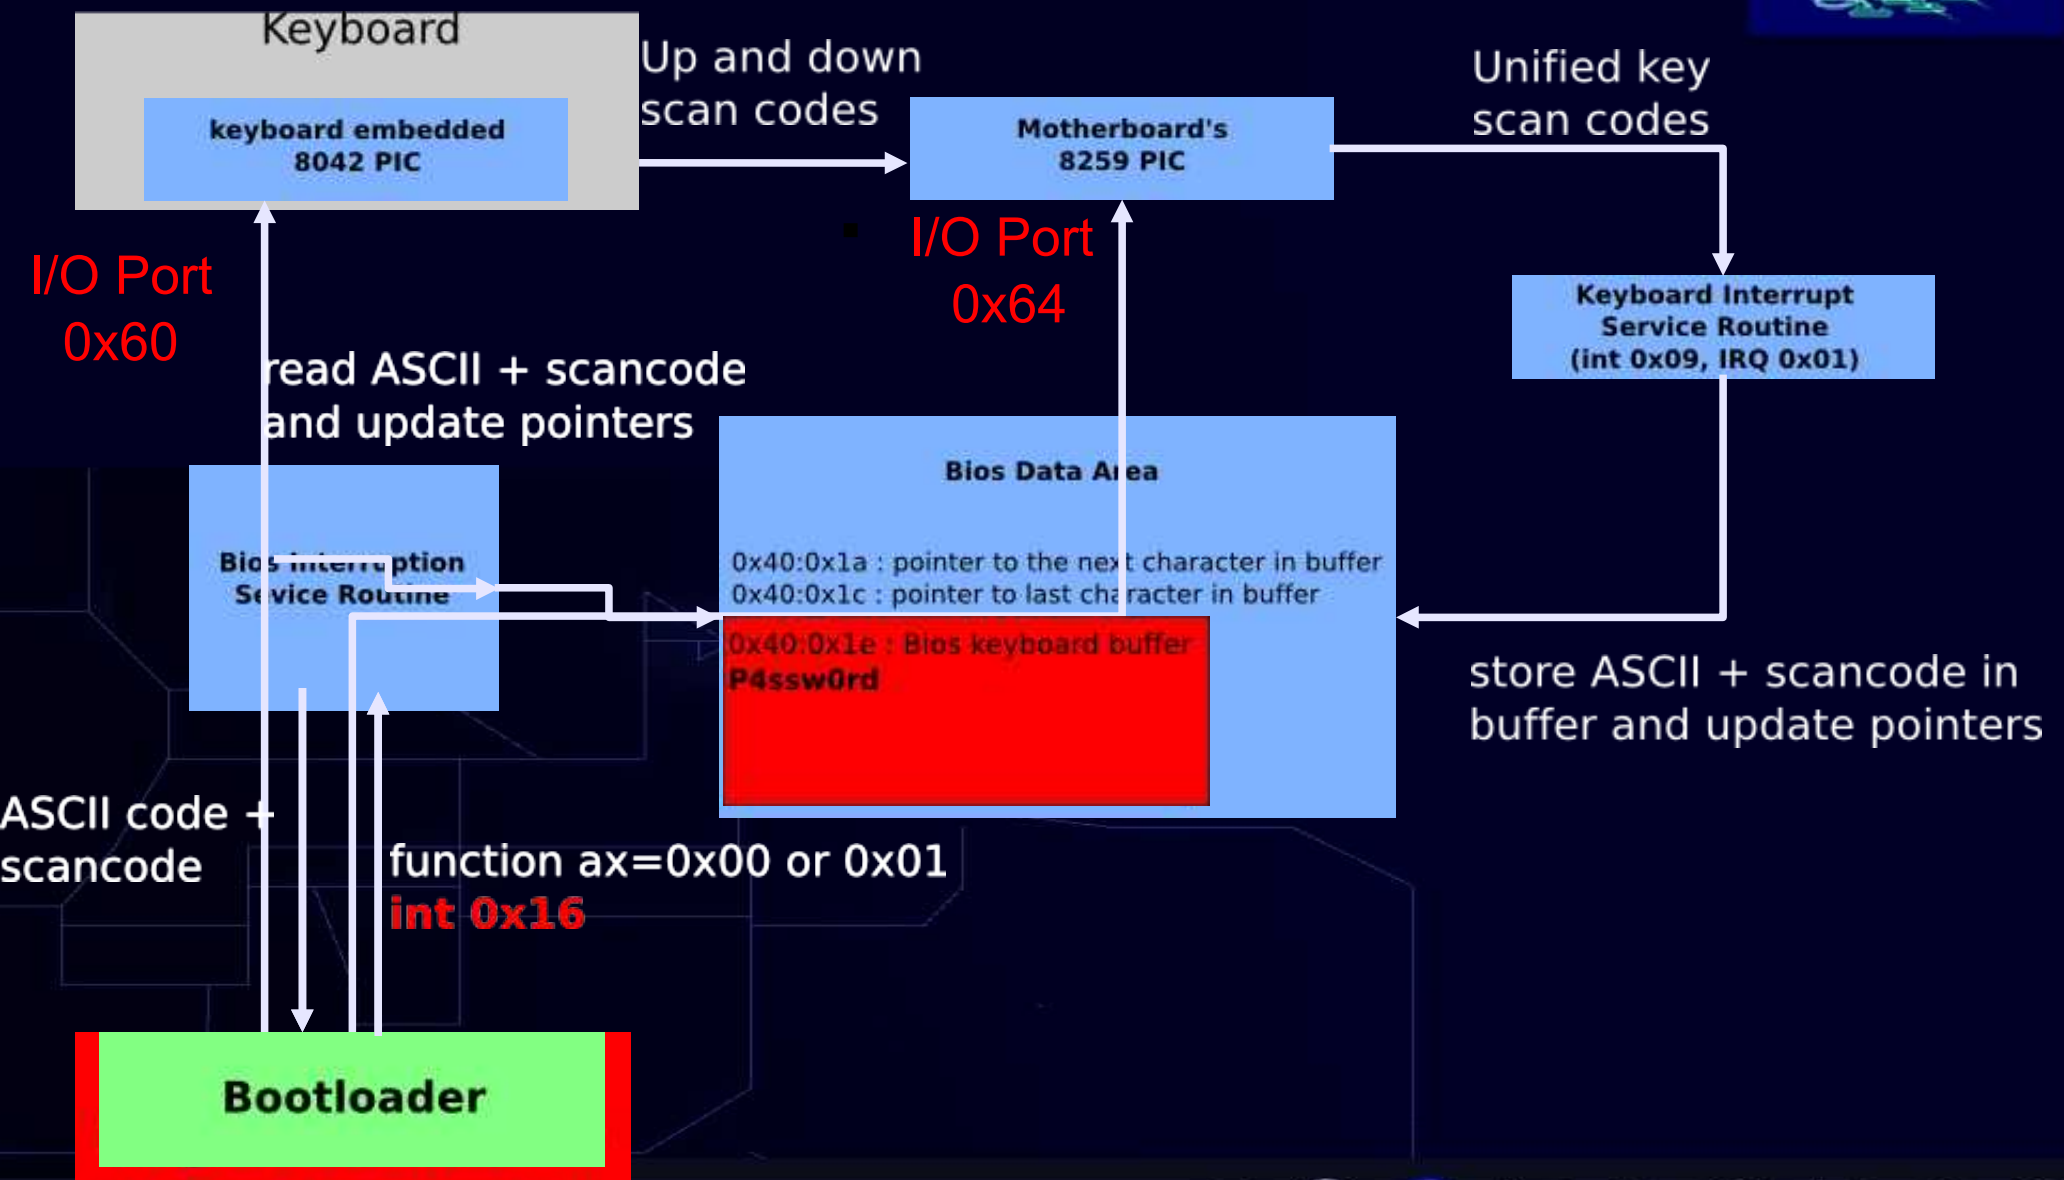 Keyboard
keyboard embedded
8042 PIC
Up and down
scan codes
Motherboard's
8259 PIC
Unified key
scan codes
I/O Port
0x60
I/O Port
0x64
Keyboard Interrupt
Service Routine
(int 0x09, IRQ 0x01)
read ASCII + scancode
and update pointers
Bios Interruption
Sevice Routine
Bios Data Area
0x40:0x1a : pointer to the next character in buffer
0x40:0x1c : pointer to last character in buffer
0x40:0x1e : Bios keyboard buffer
P4ssw0rd
store ASCII + scancode in
buffer and update pointers
ASCII code +
scancode
function ax=0x00 or 0x01
int 0x16
Bootloader